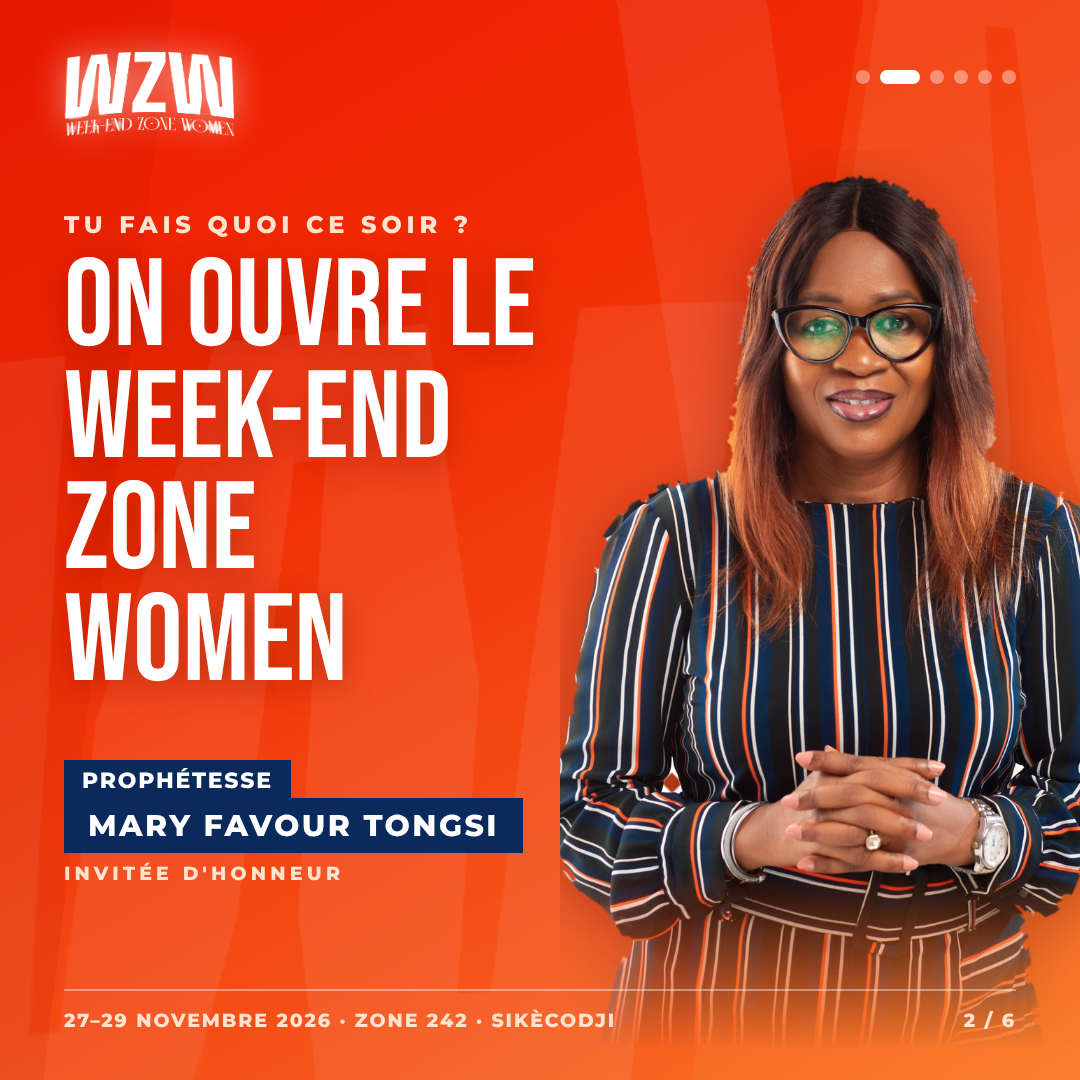 WZW
WEEK-END ZONE WOMEN
TU FAIS QUOI CE SOIR ?
ON OUVRE LE
WEEK-END
ZONE
WOMEN
PROPHÉTESSE
MARY FAVOUR TONGSI
INVITÉE D'HONNEUR
27–29 NOVEMBRE 2026 · ZONE 242 · SIKÈCODJI
2 / 6